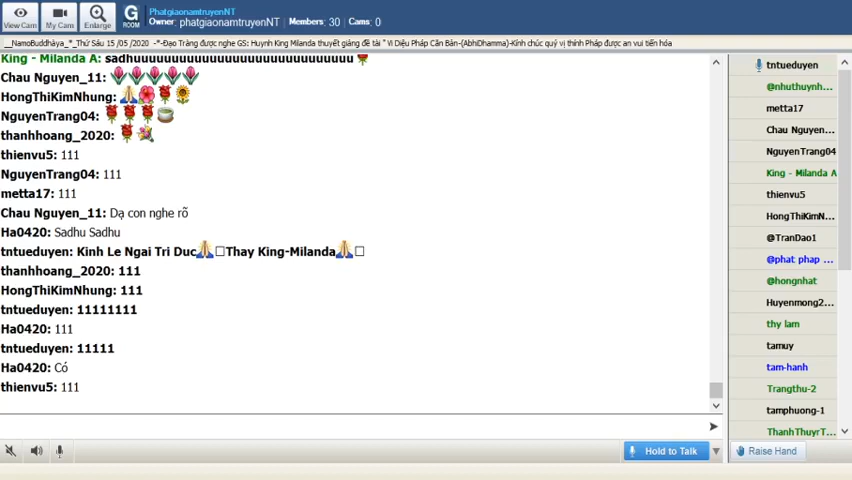 View Cam
My Cam
Enlarge
G
ROOM
PhatgiaonamtruyenNT
Owner: phatgiaonamtruyenNT | Members: 30 | Cams: 0
__NamoBuddhàya_*_Thứ Sáu 15 /05 /2020 -*-Đạo Tràng được nghe GS: Huynh King Milanda thuyết giảng đề tài " Vi Diệu Pháp Căn Bản-(AbhiDhamma)-Kính chúc quý vị thính Pháp được an vui tiến hóa
Chau Nguyen_11:
HongThiKimNhung:
NguyenTrang04:
thanhhoang_2020:
thienvu5: 111
NguyenTrang04: 111
metta17: 111
Chau Nguyen_11: Dạ con nghe rõ
Ha0420: Sadhu Sadhu
tntueduyen: Kinh Le Ngai Tri Duc Thay King-Milanda
thanhhoang_2020: 111
HongThiKimNhung: 111
tntueduyen: 11111111
Ha0420: 111
tntueduyen: 11111
Ha0420: Có
thienvu5: 111
tntueduyen
@nhuthuynh...
metta17
Chau Nguyen...
NguyenTrang04
King - Milanda A
thienvu5
HongThiKimN...
@TranDao1
@phat phap ...
@hongnhat
Huyenmong2...
thy lam
tamuy
tam-hanh
Trangthu-2
tamphuong-1
ThanhThuyrT...
Hold to Talk
Raise Hand